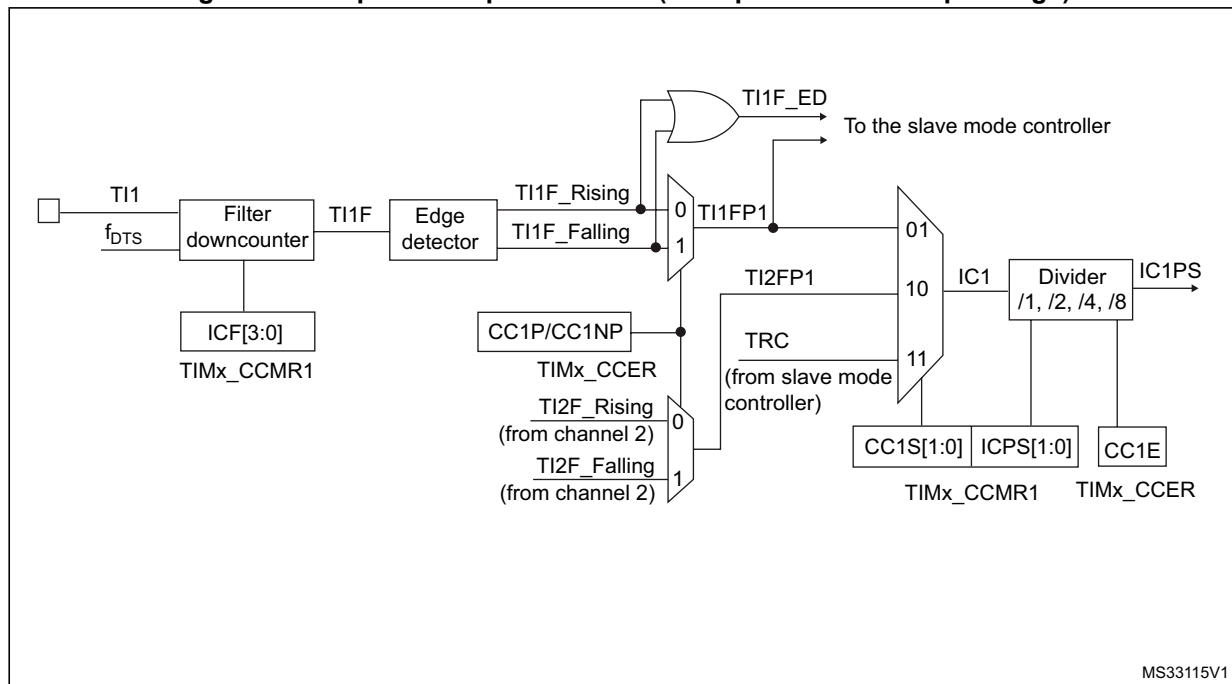 TI1F_ED
To the slave mode controller
TI1
f_DTS
Filter
downcounter
TI1F
Edge
detector
TI1F_Rising
TI1F_Falling
0
1
TI1FP1
01
TI2FP1
10
IC1
Divider
/1, /2, /4, /8
IC1PS
ICF[3:0]
TIMx_CCMR1
CC1P/CC1NP
TIMx_CCER
TRC
11
(from slave mode
controller)
TI2F_Rising
(from channel 2)
0
TI2F_Falling
(from channel 2)
1
CC1S[1:0]
ICPS[1:0]
CC1E
TIMx_CCMR1
TIMx_CCER
MS33115V1